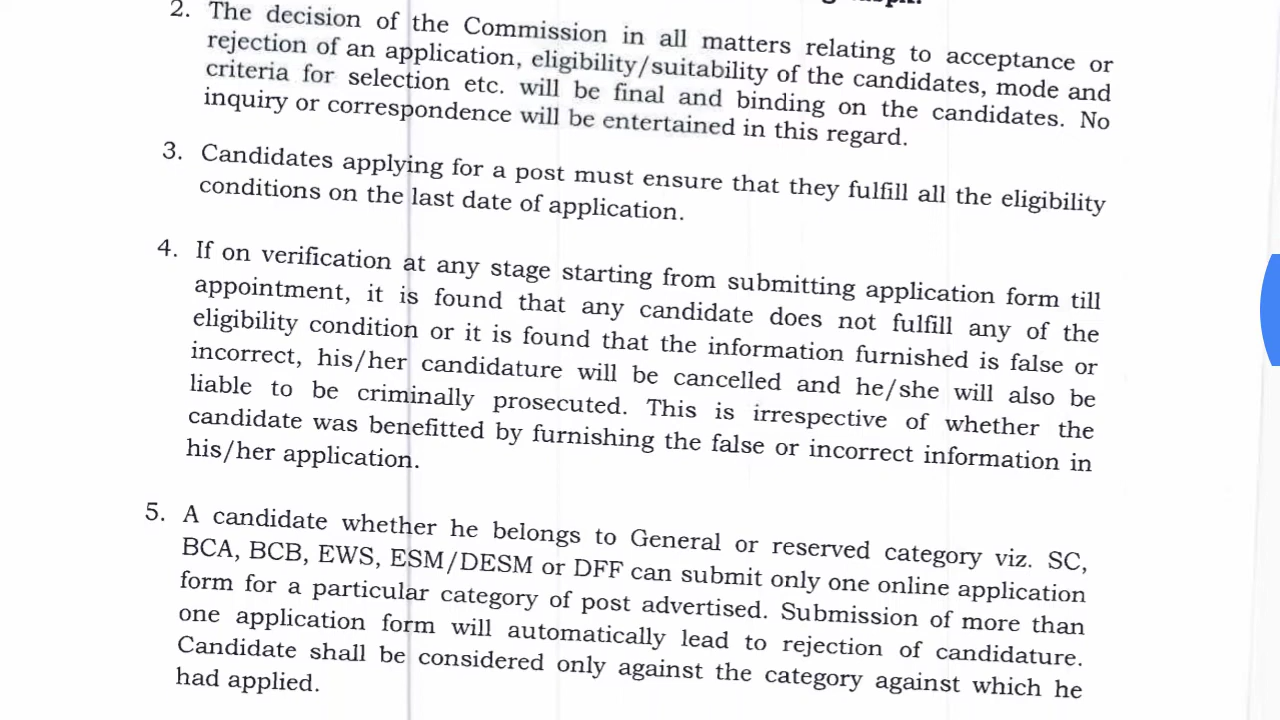 2. The decision of the Commission in all matters relating to acceptance or
rejection of an application, eligibility/suitability of the candidates, mode and
criteria for selection etc. will be final and binding on the candidates. No
inquiry or correspondence will be entertained in this regard.
3. Candidates applying for a post must ensure that they fulfill all the eligibility
conditions on the last date of application.
4. If on verification at any stage starting from submitting application form till
appointment, it is found that any candidate does not fulfill any of the
eligibility condition or it is found that the information furnished is false or
incorrect, his/her candidature will be cancelled and he/she will also be
liable to be criminally prosecuted. This is irrespective of whether the
candidate was benefitted by furnishing the false or incorrect information in
his/her application.
5. A candidate whether he belongs to General or reserved category viz. SC,
BCA, BCB, EWS, ESM/DESM or DFF can submit only one online application
form for a particular category of post advertised. Submission of more than
one application form will automatically lead to rejection of candidature.
Candidate shall be considered only against the category against which he
had applied.